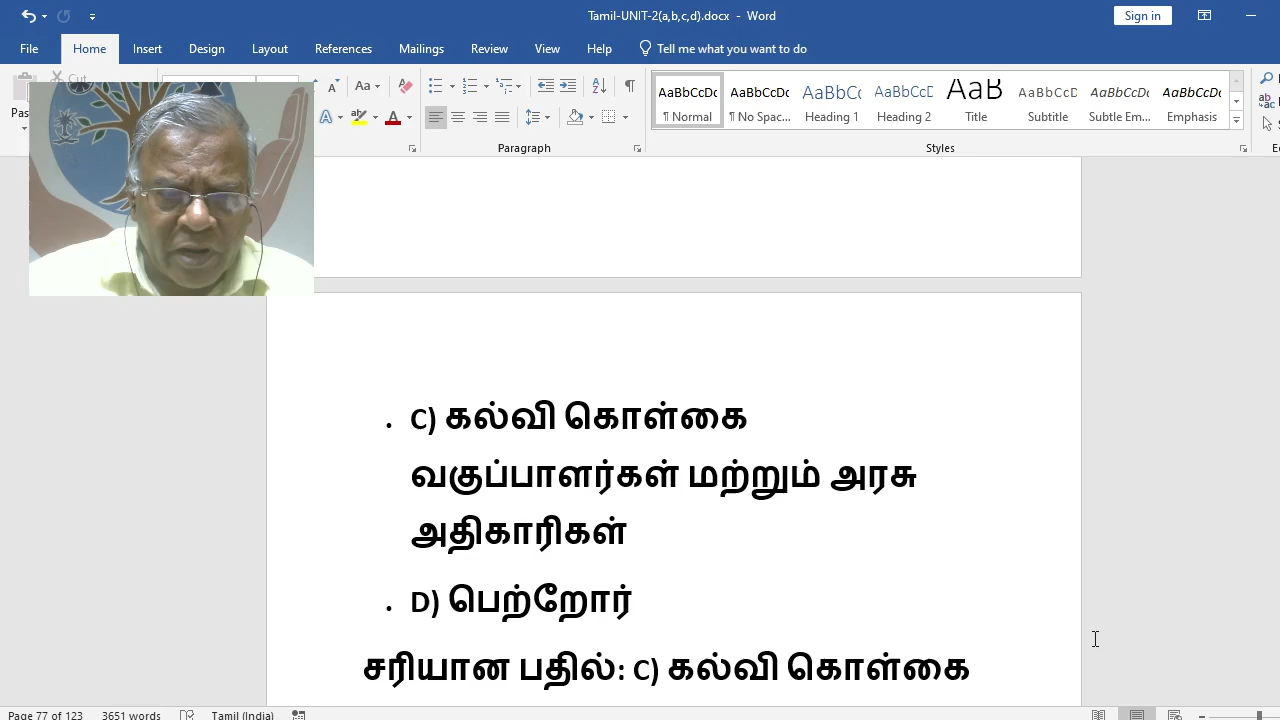 Tamil-UNIT-2(a,b,c,d).docx - Word
Sign in
File Home Insert Design Layout References Mailings Review View Help Tell me what you want to do
Cut
Aa
AaBbCcDc AaBbCcDc AaBbCc AaBbCcD AaB AaBbCcD AaBbCcDc AaBbCcDc
¶ Normal ¶ No Spac... Heading 1 Heading 2 Title Subtitle Subtle Em... Emphasis
Paragraph Styles
• C) கல்வி கொள்கை
வகுப்பாளர்கள் மற்றும் அரசு
அதிகாரிகள்
• D) பெற்றோர்
சரியான பதில்: C) கல்வி கொள்கை
Page 77 of 123 3651 words Tamil (India)